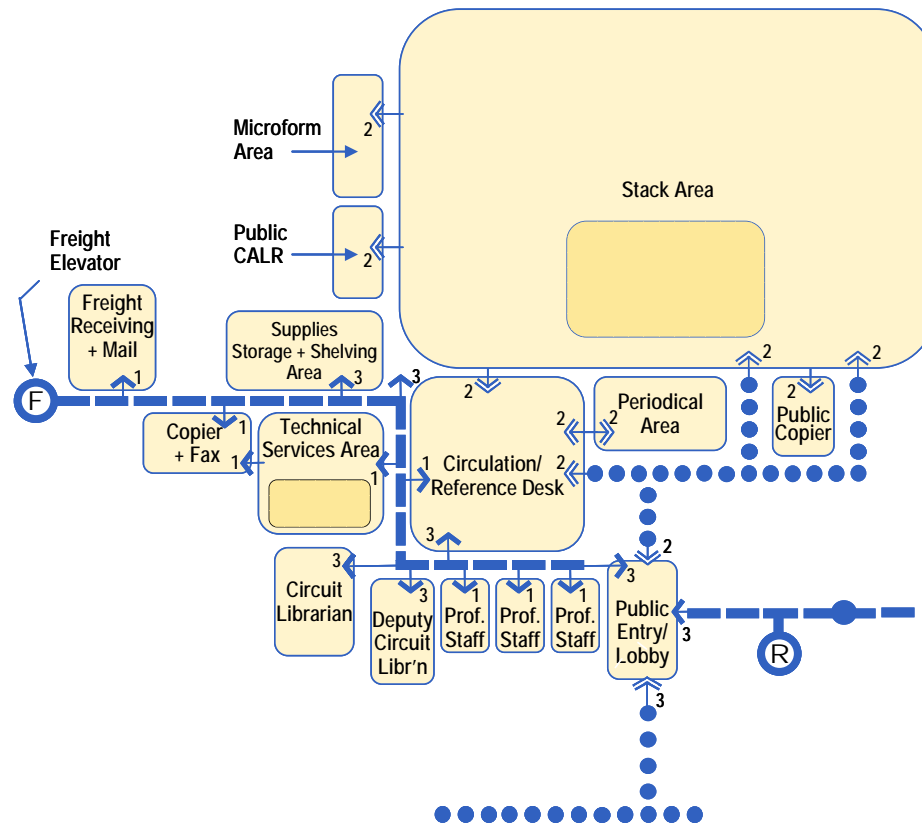 Microform
Area
2
Stack Area
Public
CALR
2
Freight
Elevator
Freight
Receiving
+ Mail
1
Supplies
Storage + Shelving
Area
3
3
2
2
2
2
Public
Copier
F
Copier
+ Fax
1
1
Technical
Services Area
1
1
Circulation/
Reference Desk
2
2
3
2
Periodical
Area
2
3
Circuit
Librarian
3
Deputy
Circuit
Libr'n
1
Prof.
Staff
1
Prof.
Staff
1
Prof.
Staff
3
Public
Entry/
Lobby
3
3
R